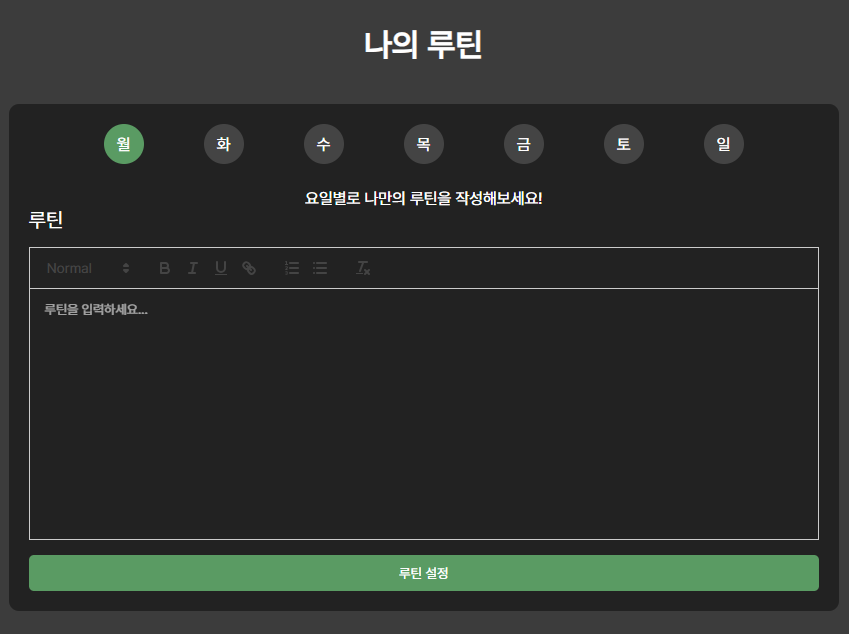 나의 루틴
월 화 수 목 금 토 일
요일별로 나만의 루틴을 작성해보세요!
루틴
Normal B I U
루틴을 입력하세요...
루틴 설정